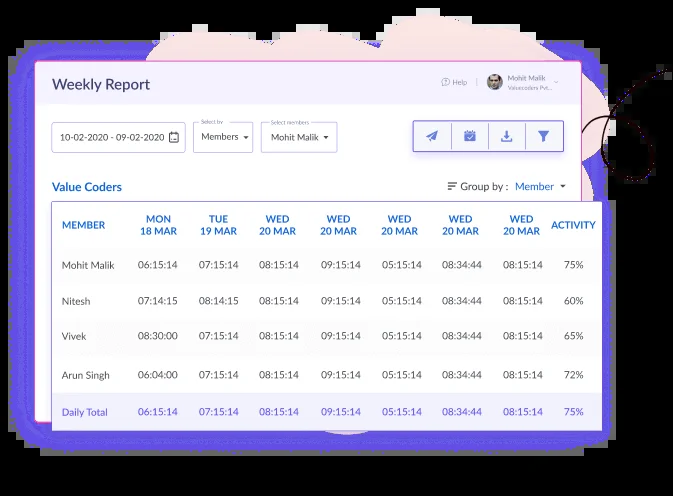 Weekly Report
Help
Mohit Malik
Valuecoders Pvt...
Select by
Select members
10-02-2020 - 09-02-2020
Members
Mohit Malik
Value Coders
Group by : Member
MEMBER MON 18 MAR TUE 19 MAR WED 20 MAR WED 20 MAR WED 20 MAR WED 20 MAR WED 20 MAR ACTIVITY
Mohit Malik 06:15:14 07:15:14 08:15:14 09:15:14 05:15:14 08:34:44 08:15:14 75%
Nitesh 07:14:15 08:14:15 08:15:14 09:15:14 05:15:14 08:34:44 08:15:14 60%
Vivek 08:30:00 07:15:14 08:15:14 09:15:14 05:15:14 08:34:44 08:15:14 65%
Arun Singh 06:04:00 07:15:14 08:15:14 09:15:14 05:15:14 08:34:44 08:15:14 72%
Daily Total 06:15:14 07:15:14 08:15:14 09:15:14 05:15:14 08:34:44 08:15:14 75%